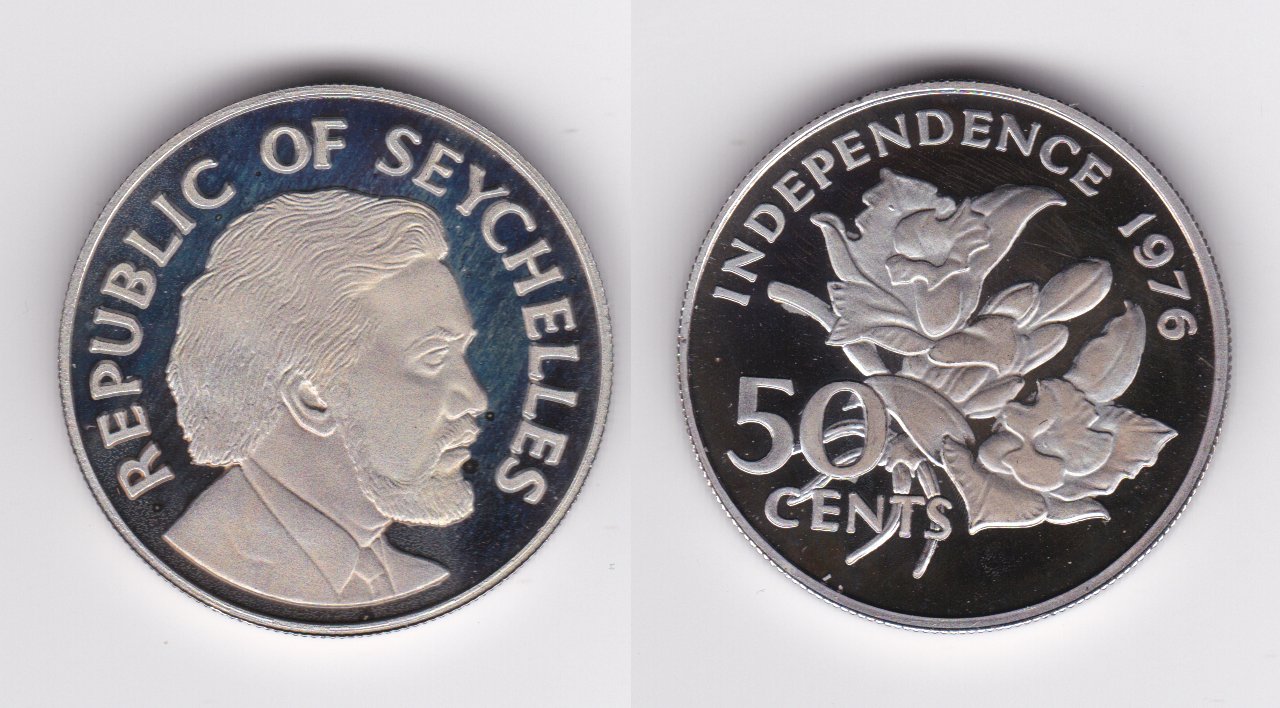 REPUBLIC OF SEYCHELLES
INDEPENDENCE 1976
50
CENTS